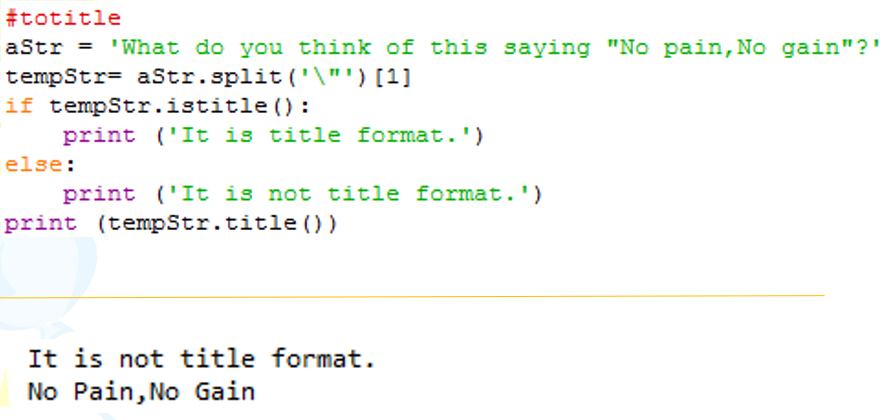 #totitle
aStr = 'What do you think of this saying "No pain,No gain"?'
tempStr= aStr.split('\"')[1]
if tempStr.istitle():
    print ('It is title format.')
else:
    print ('It is not title format.')
print (tempStr.title())
It is not title format.
No Pain,No Gain